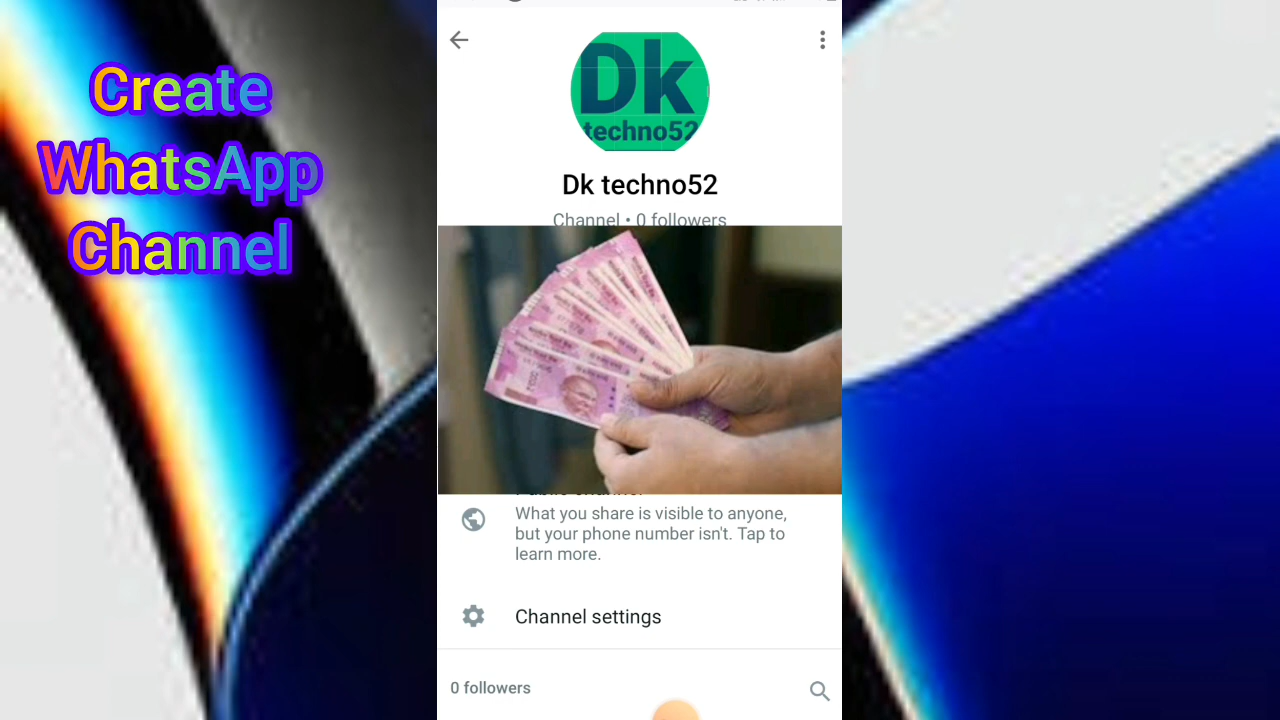 Create
WhatsApp
Channel
Dk
techno52
Dk techno52
Channel • 0 followers
What you share is visible to anyone,
but your phone number isn't. Tap to
learn more.
Channel settings
0 followers